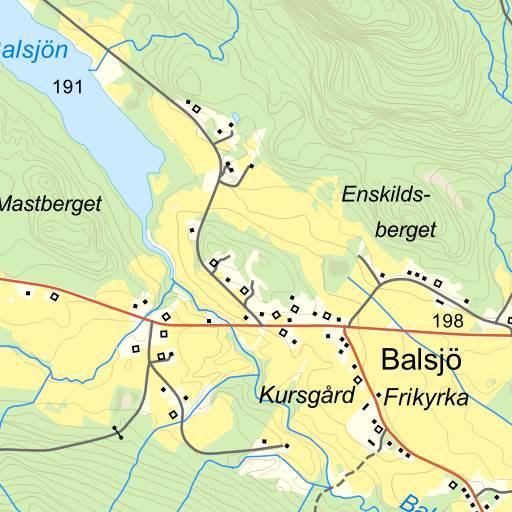 Balsjön
191
Mastberget
Enskilds-
berget
198
Balsjö
Kursgård
Frikyrka